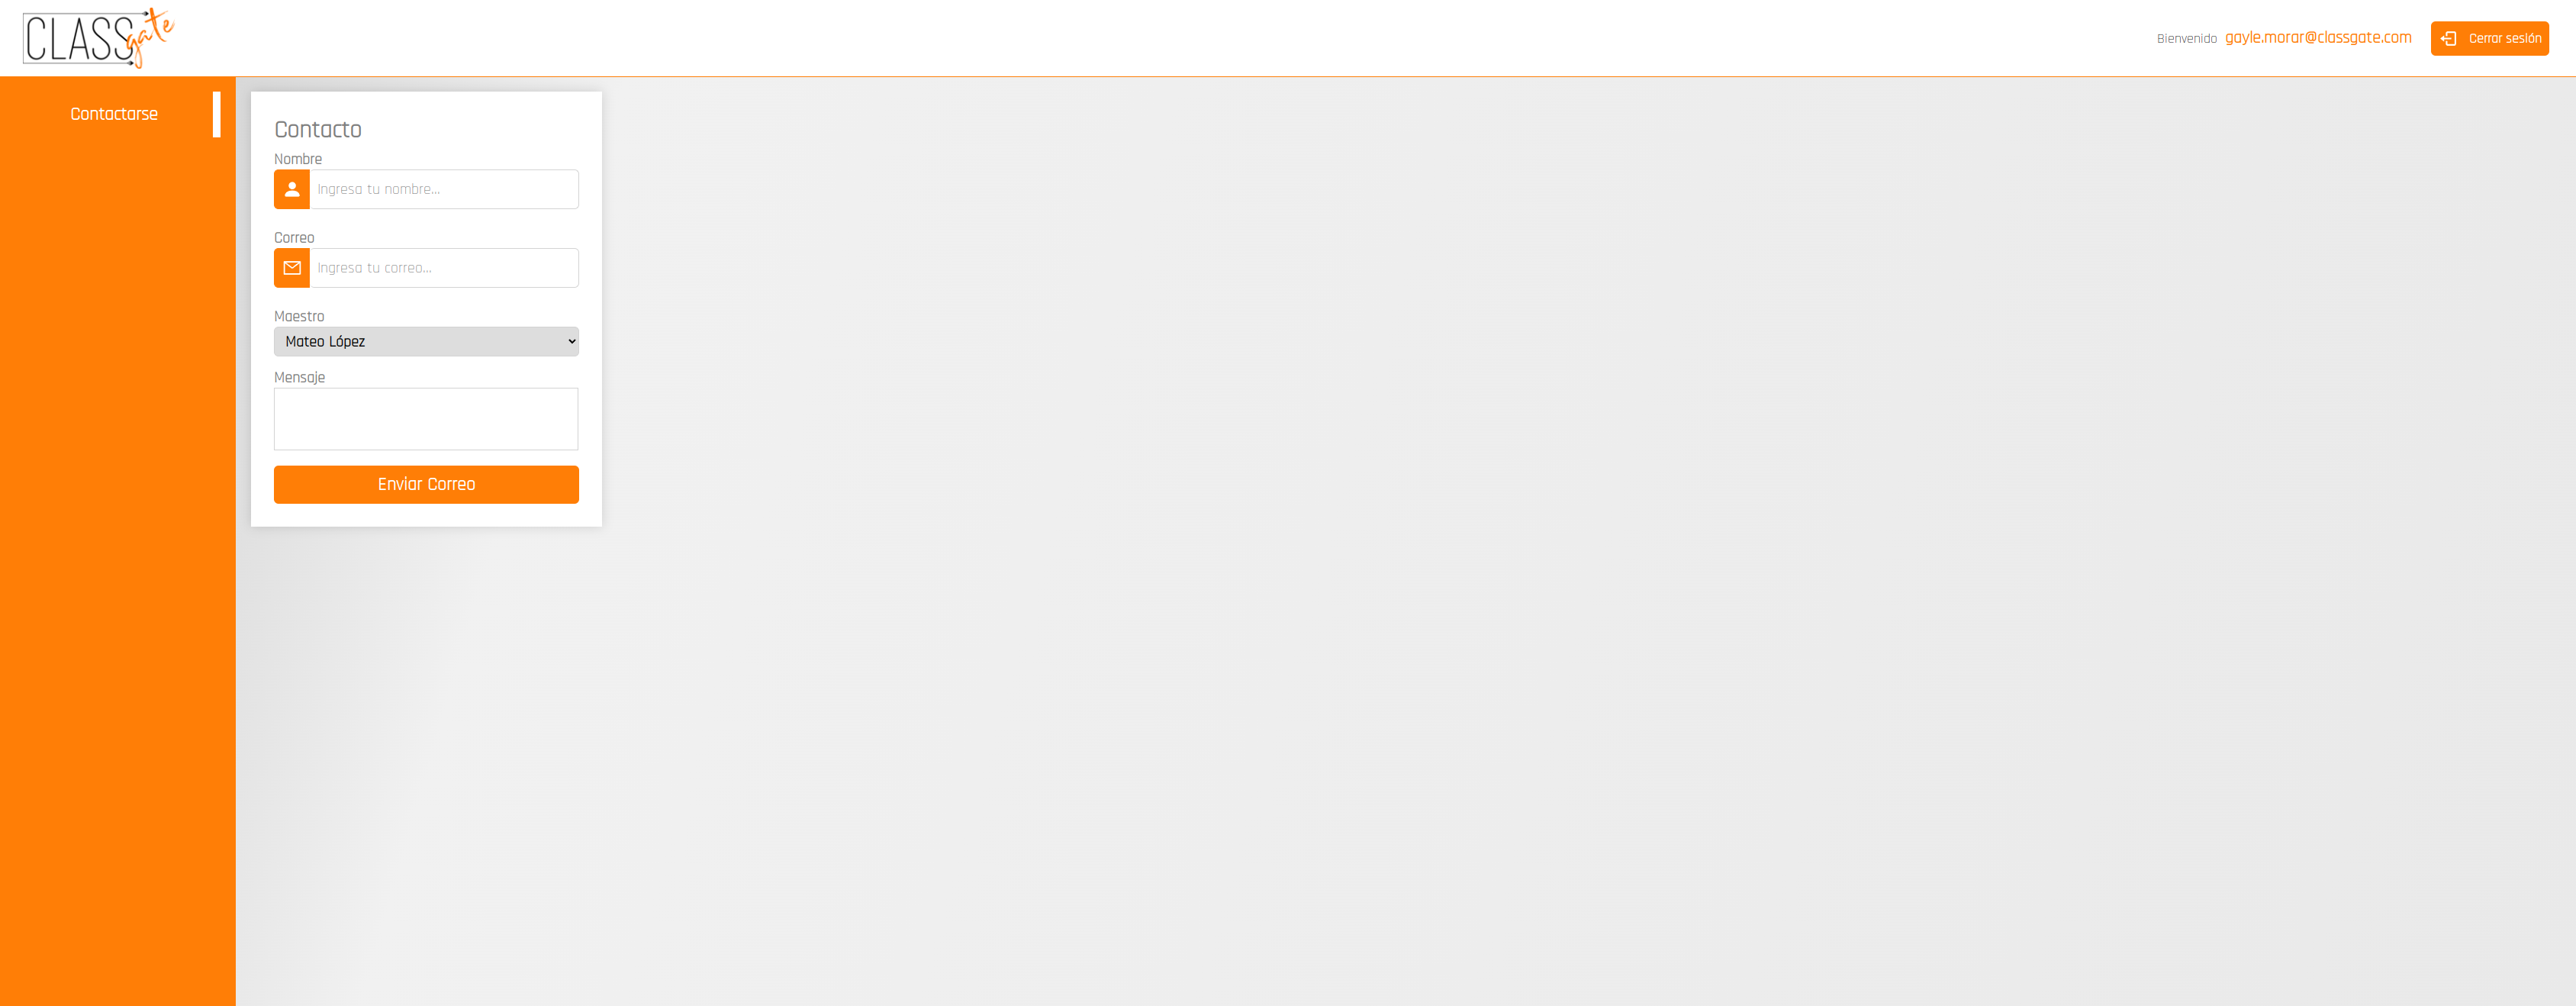 CLASSgate
Bienvenido gayle.morar@classgate.com
Cerrar sesión
Contactarse
Contacto
Nombre
Ingresa tu nombre...
Correo
Ingresa tu correo...
Maestro
Mateo López
Mensaje
Enviar Correo